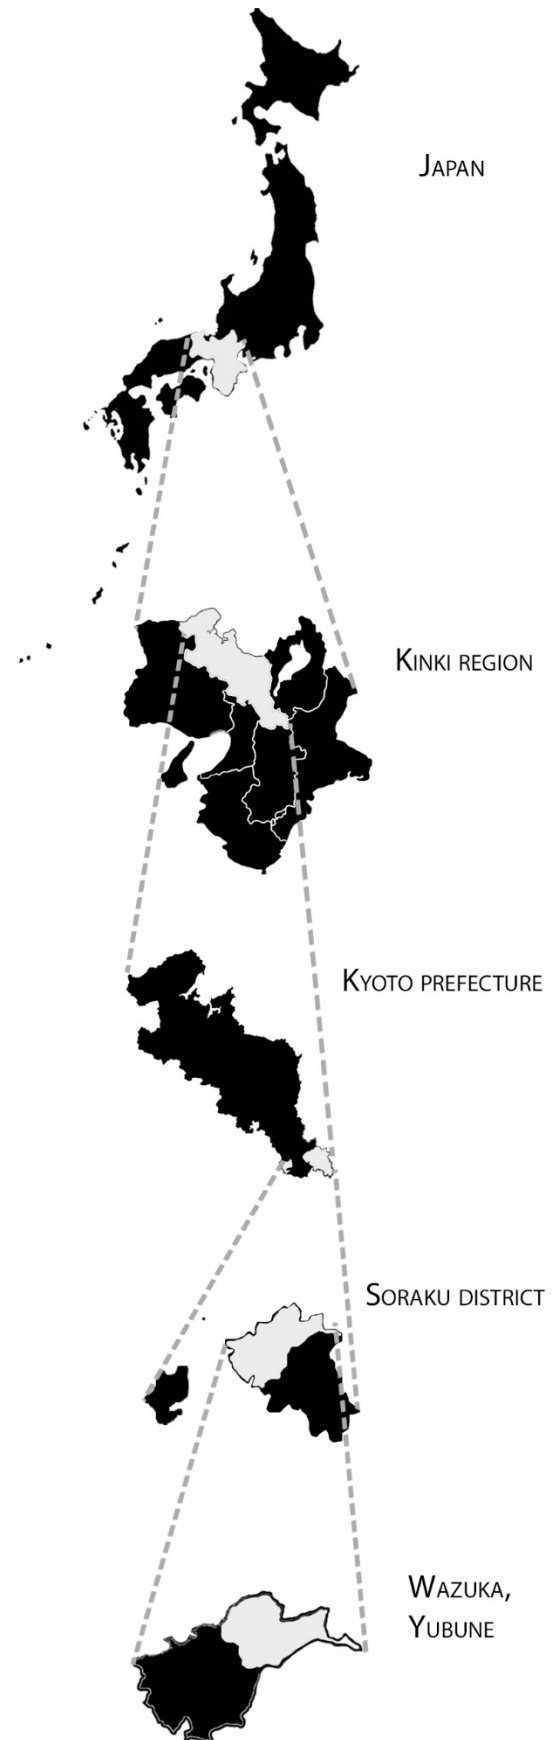 JAPAN
KINKI REGION
KYOTO PREFECTURE
SORAKU DISTRICT
WAZUKA,
YUBUNE